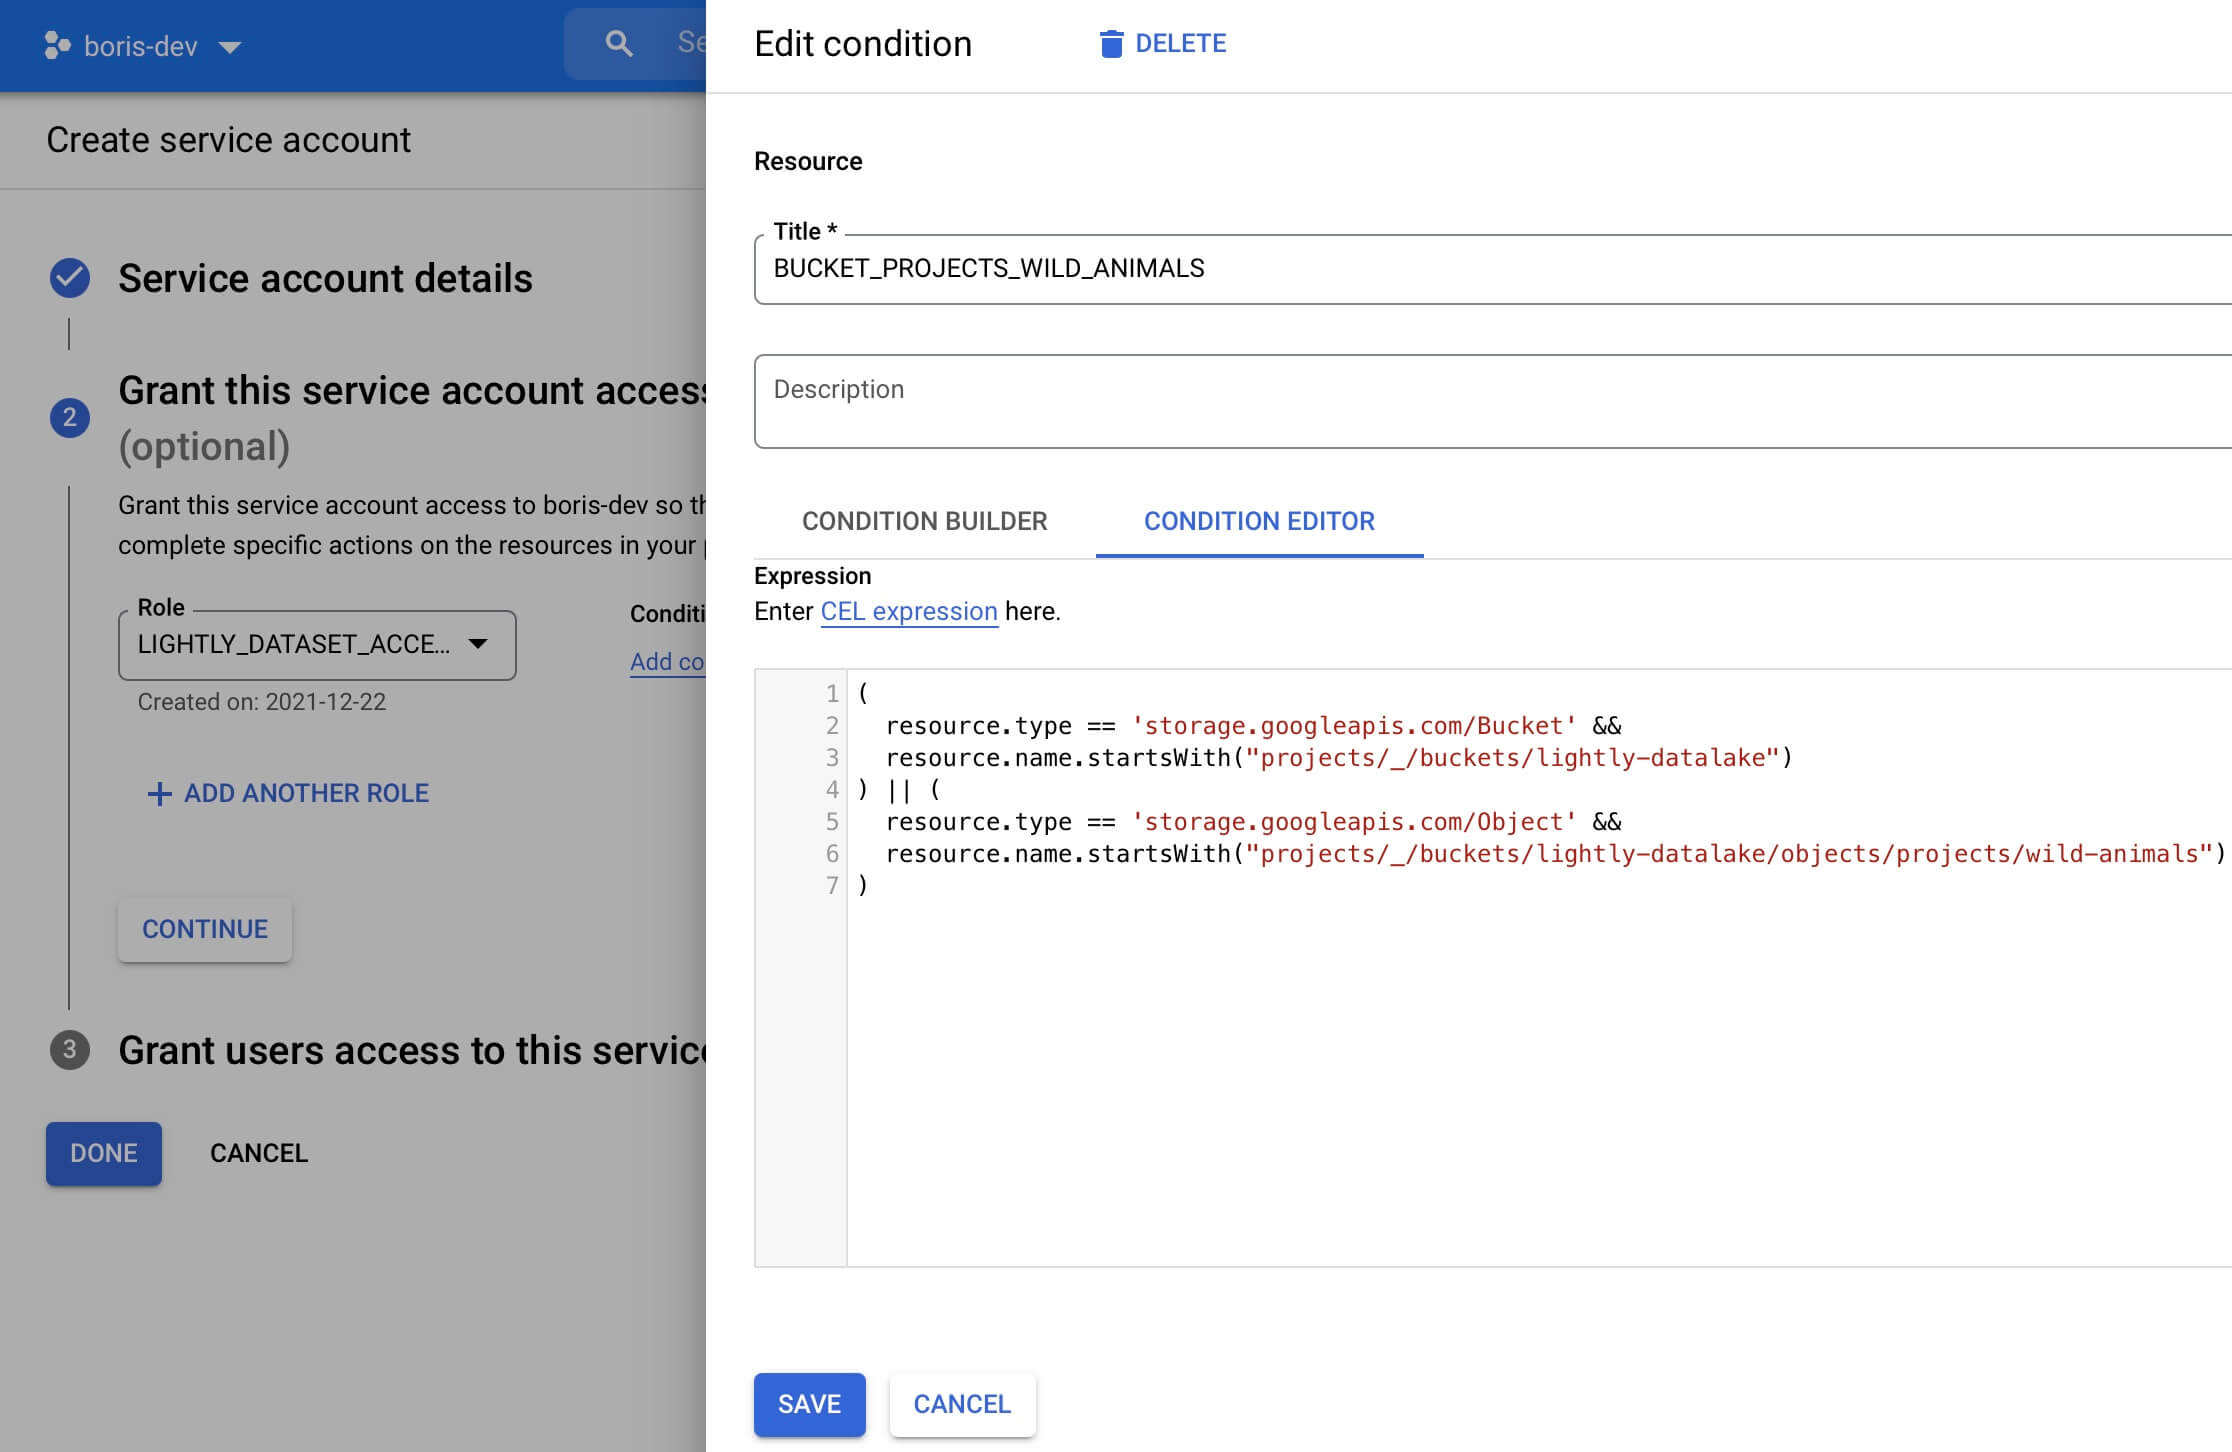 boris-dev
Se
Create service account
Service account details
2
Grant this service account access
(optional)
Grant this service account access to boris-dev so th
complete specific actions on the resources in your p
Role
LIGHTLY_DATASET_ACCE...
Created on: 2021-12-22
Conditi
Add co
ADD ANOTHER ROLE
CONTINUE
3
Grant users access to this service
DONE
CANCEL
Edit condition
DELETE
Resource
Title *
BUCKET_PROJECTS_WILD_ANIMALS
Description
CONDITION BUILDER
CONDITION EDITOR
Expression
Enter CEL expression here.
1 (
2   resource.type == 'storage.googleapis.com/Bucket' &&
3   resource.name.startsWith("projects/_/buckets/lightly-datalake")
4 ) || (
5   resource.type == 'storage.googleapis.com/Object' &&
6   resource.name.startsWith("projects/_/buckets/lightly-datalake/objects/projects/wild-animals")
7 )
SAVE
CANCEL